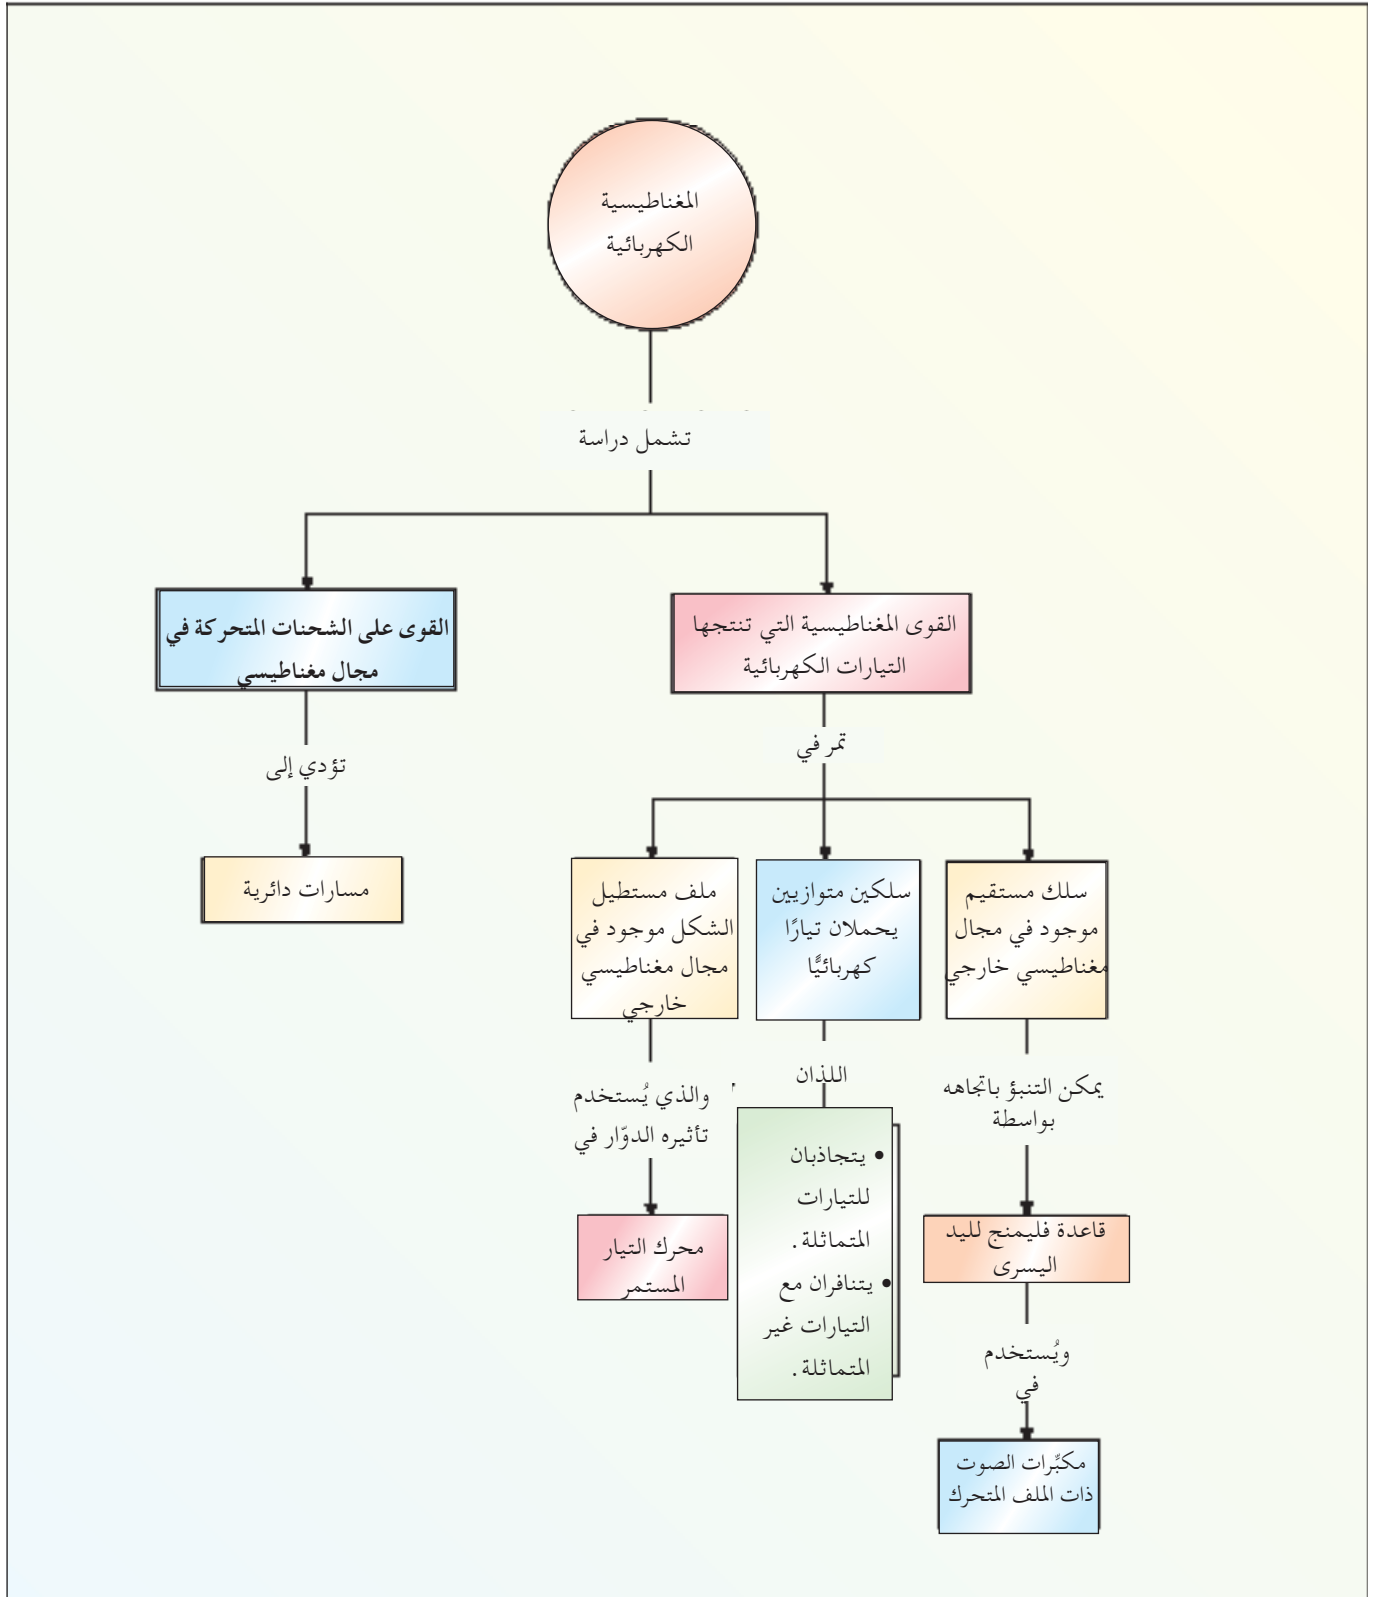 المغناطيسية
الكهربائية
تشمل دراسة
القوى المغناطيسية التي تنتجها
التيارات الكهربائية
القوى على الشحنات المتحركة في
مجال مغناطيسي
تمر في
تؤدي إلى
مسارات دائرية
سلك مستقيم
موجود في مجال
مغناطيسي خارجي
سلكين متوازيين
يحملان تيارًا
كهربائيًّا
ملف مستطيل
الشكل موجود في
مجال مغناطيسي
خارجي
يمكن التنبؤ باتجاهه
بواسطة
اللذان
والذي يُستخدم
تأثيره الدوّار في
قاعدة فليمنج لليد
اليسرى
• يتجاذبان
للتيارات
المتماثلة.
• يتنافران مع
التيارات غير
المتماثلة.
محرك التيار
المستمر
ويُستخدم
في
مكبِّرات الصوت
ذات الملف المتحرك